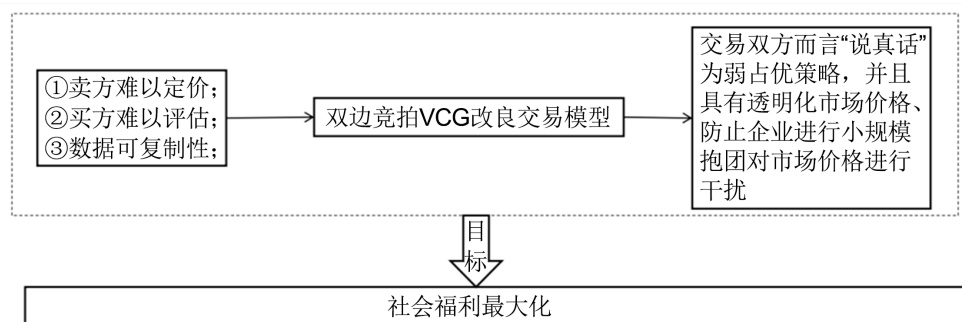 ①卖方难以定价；
②买方难以评估；
③数据可复制性；
双边竞拍VCG改良交易模型
交易双方而言“说真话”
为弱占优策略，并且
具有透明化市场价格、
防止企业进行小规模
抱团对市场价格进行
干扰
目
标
社会福利最大化